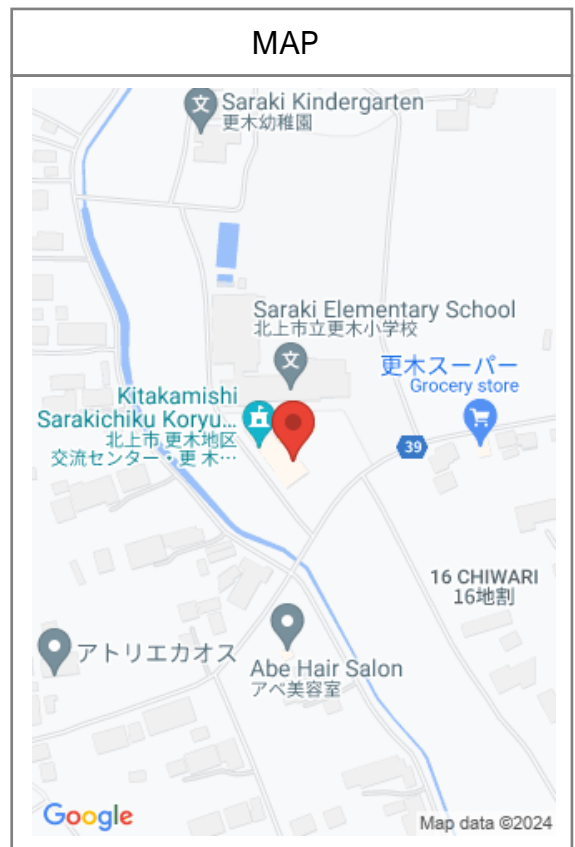 MAP
文
Saraki Kindergarten
更木幼稚園
Saraki Elementary School
北上市立更木小学校
文
更木スーパー
Grocery store
Kitakamishi
Sarakichiku Koryu...
北上市 更木地区
交流センター・更 木…
39
16 CHIWARI
16地割
アトリエカオス
Abe Hair Salon
アベ美容室
Google
Map data ©2024